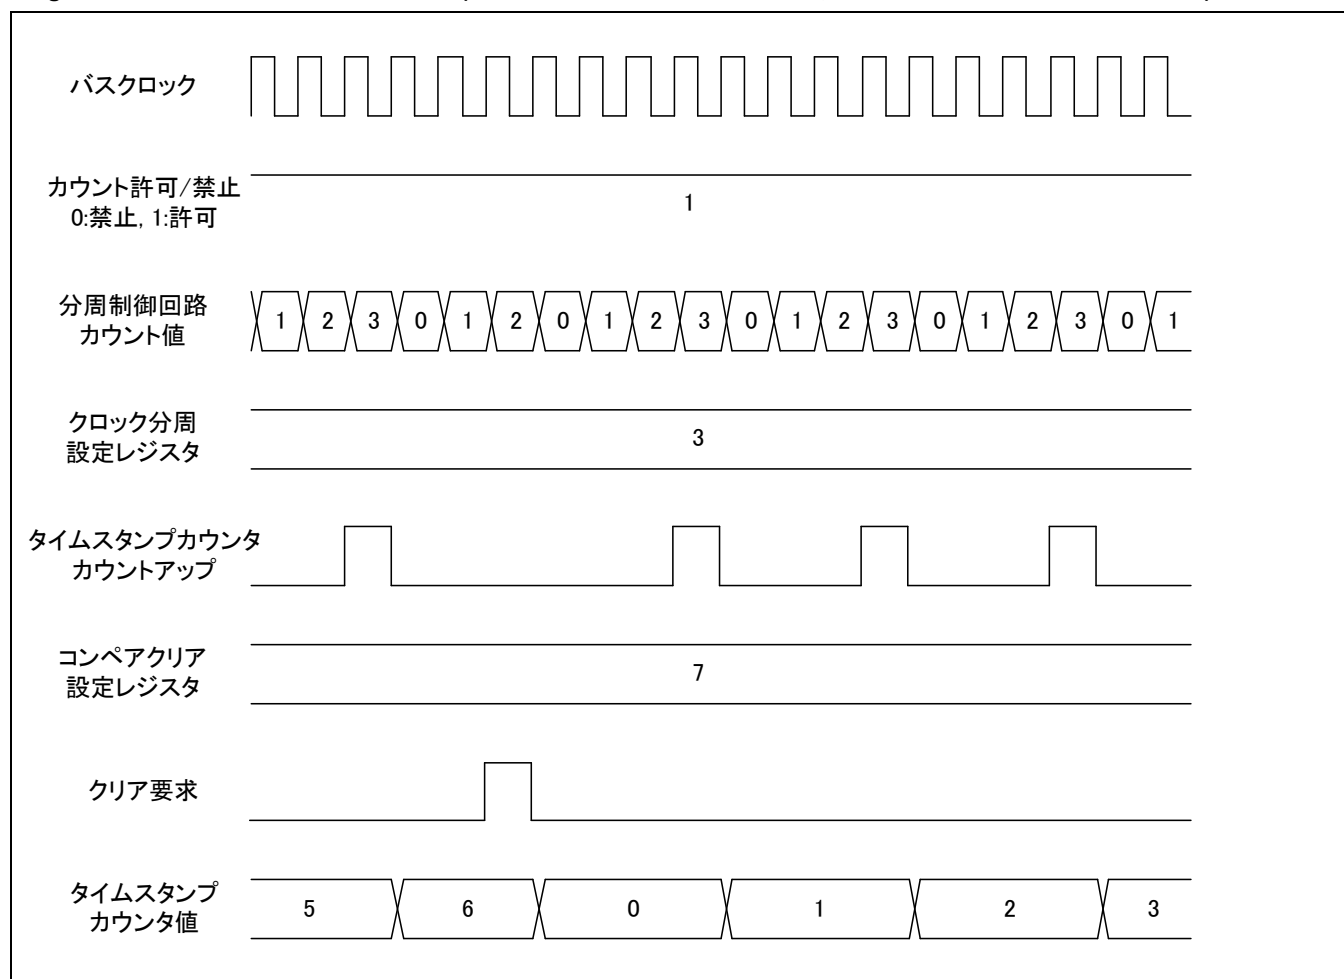 バスクロック
カウント許可/禁止
0:禁止, 1:許可
1
分周制御回路
カウント値
1 2 3 0 1 2 0 1 2 3 0 1 2 3 0 1 2 3 0 1
クロック分周
設定レジスタ
3
タイムスタンプカウンタ
カウントアップ
コンペアクリア
設定レジスタ
7
クリア要求
タイムスタンプ
カウンタ値
5 6 0 1 2 3